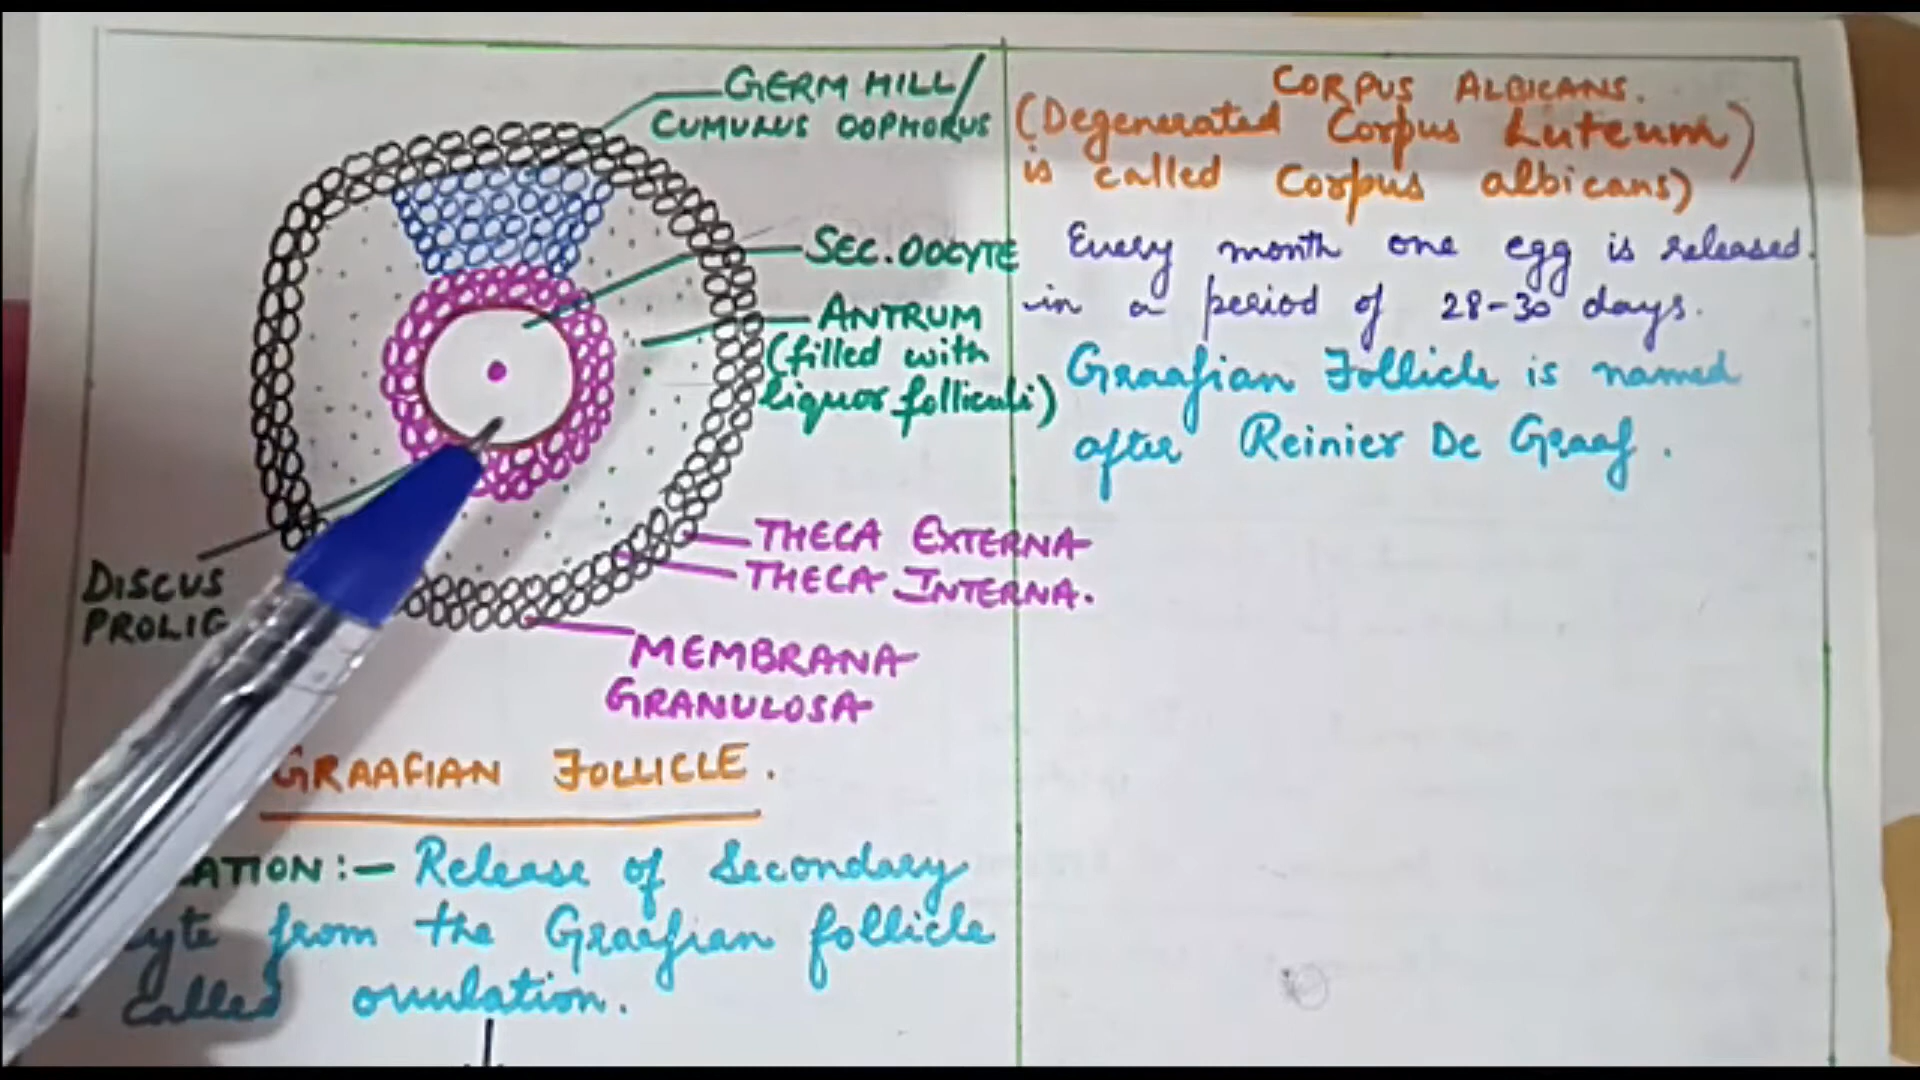 GERM HILL/
CUMULUS OOPHORUS
SEC. OOCYTE
ANTRUM
(filled with
liquor folliculi)
DISCUS
PROLIG
THECA EXTERNA
THECA INTERNA.
MEMBRANA
GRANULOSA
GRAAFIAN FOLLICLE.
ATION:- Release of Secondary
yte from the Graafian follicle
called ovulation.
CORPUS ALBICANS.
(Degenerated Corpus Luteum)
is called Corpus albicans)
Every month one egg is released.
in a period of 28-30 days.
Graafian Follicle is named
after Reinier De Graaf.